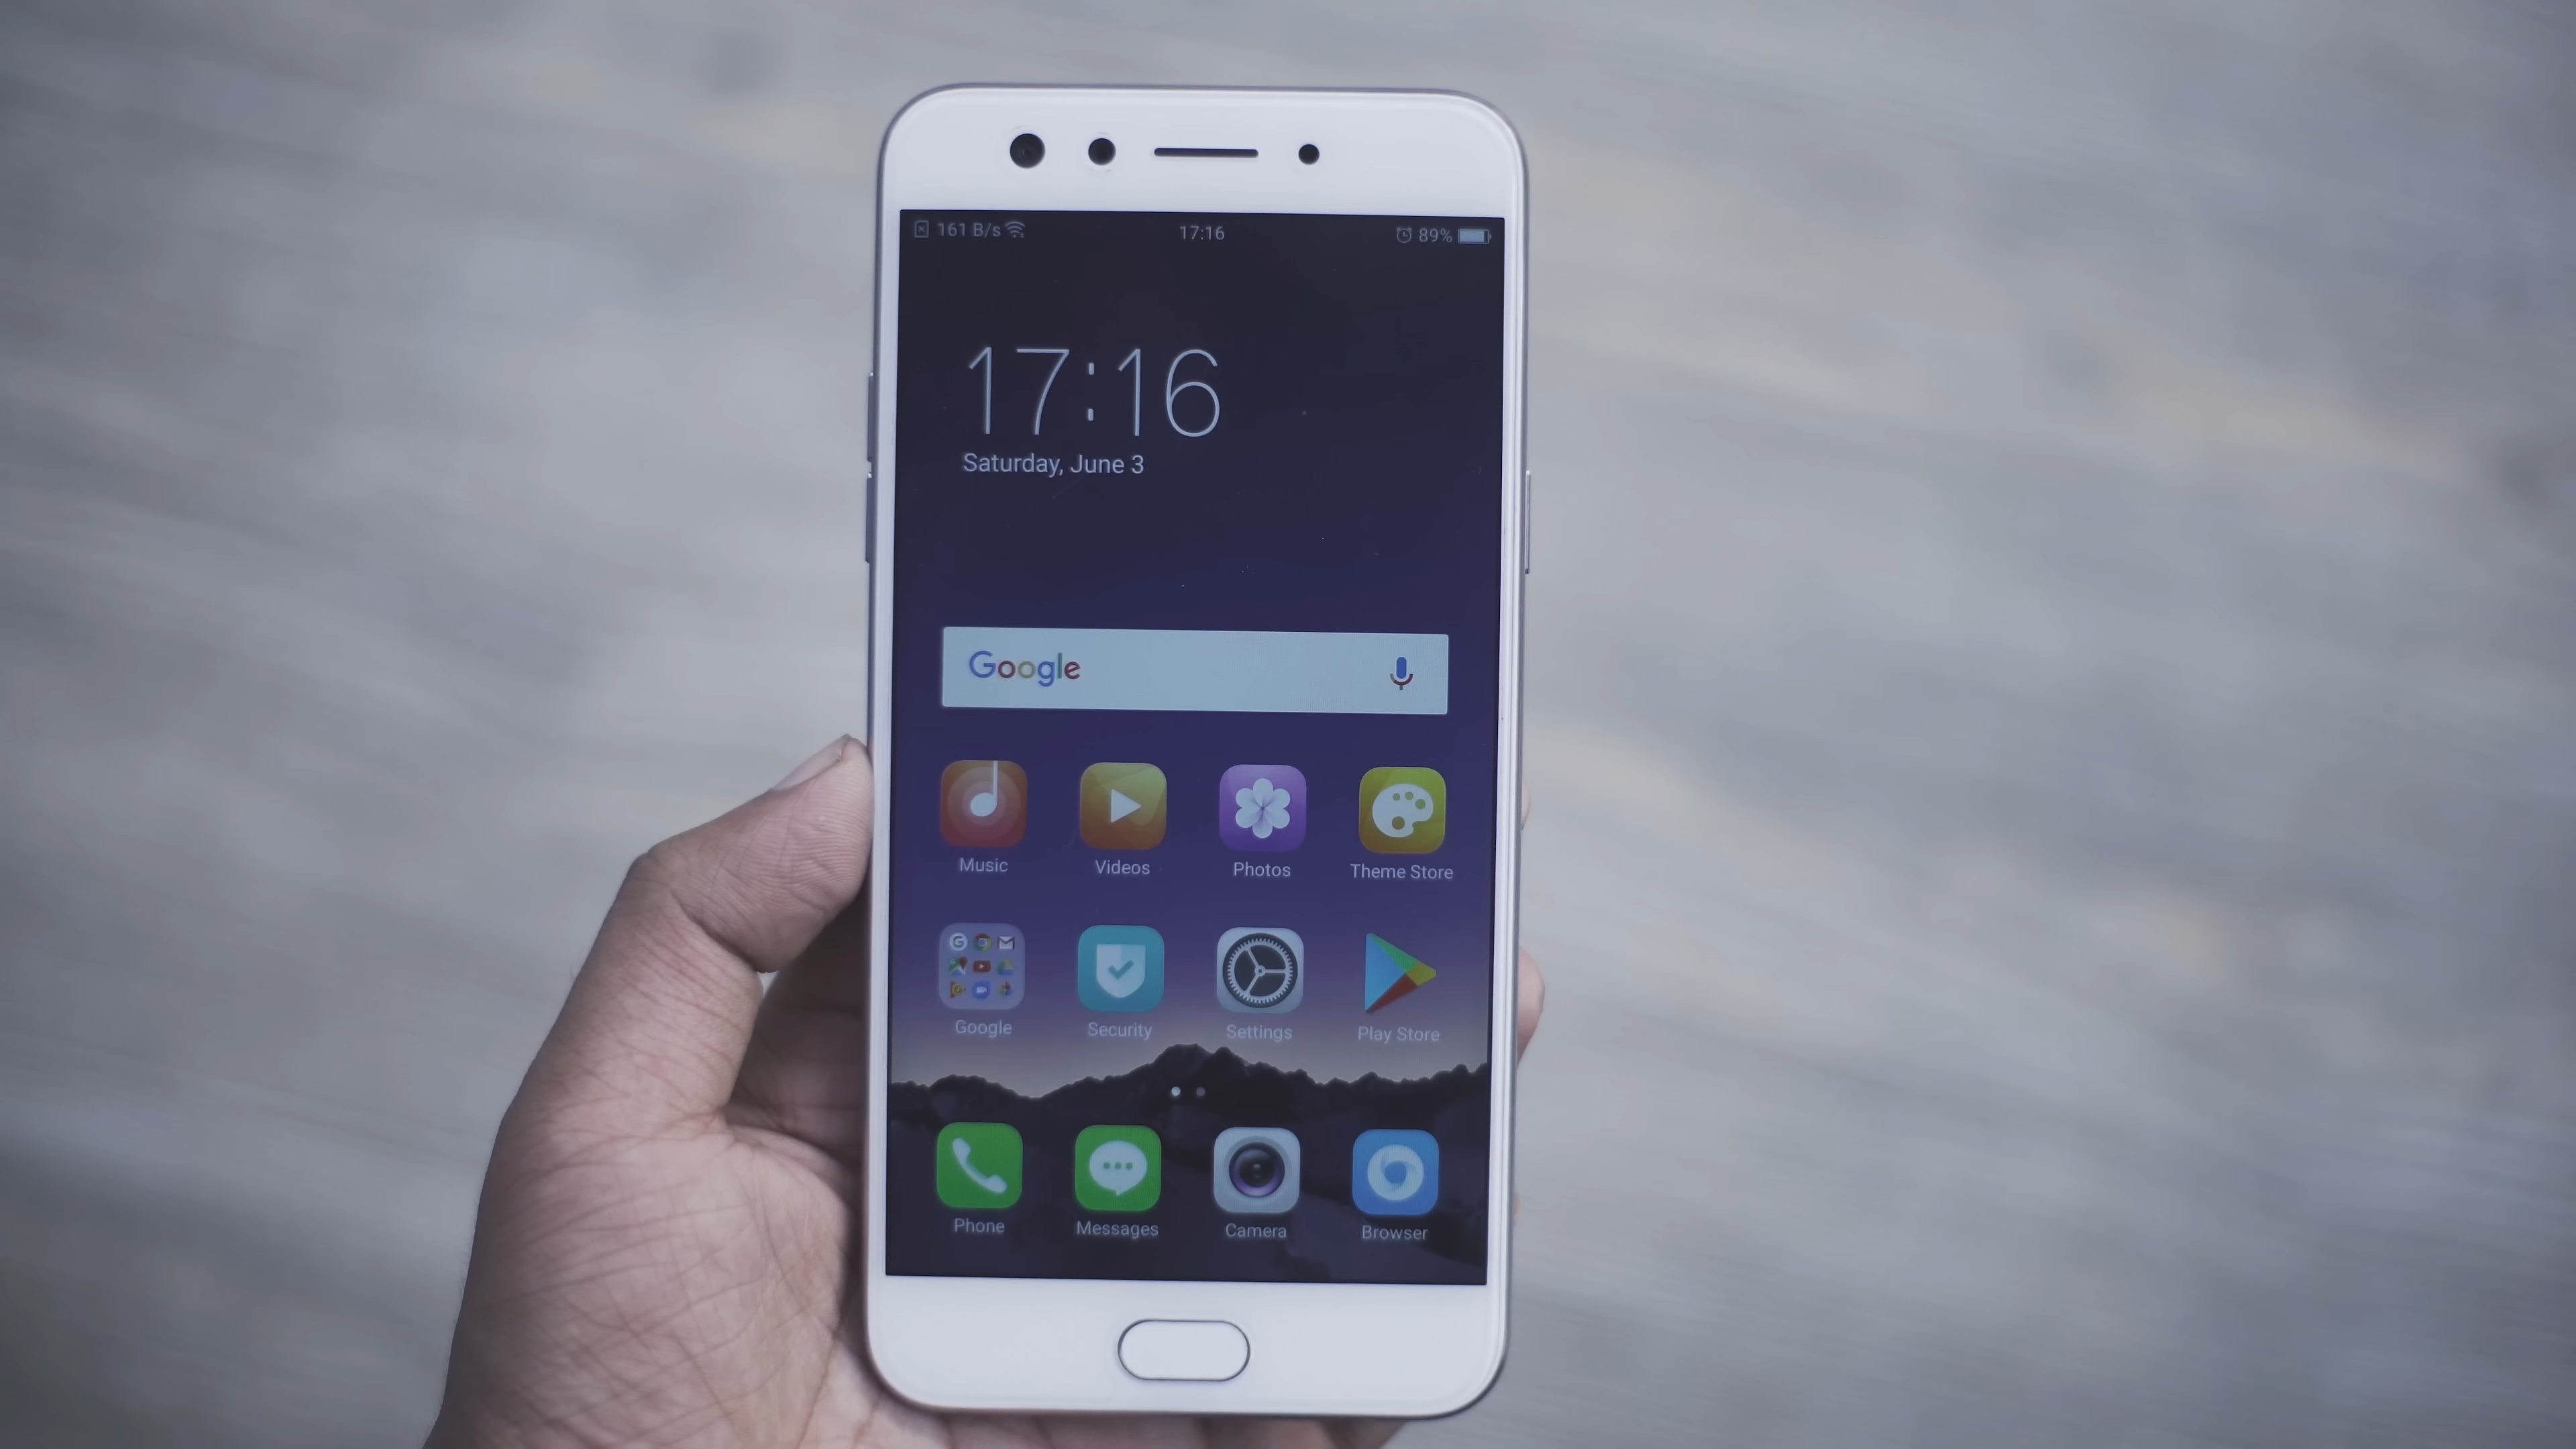 161 B/s 17:16 89%
17:16
Saturday, June 3
Google
Music Videos Photos Theme Store
Google Security Settings Play Store
Phone Messages Camera Browser